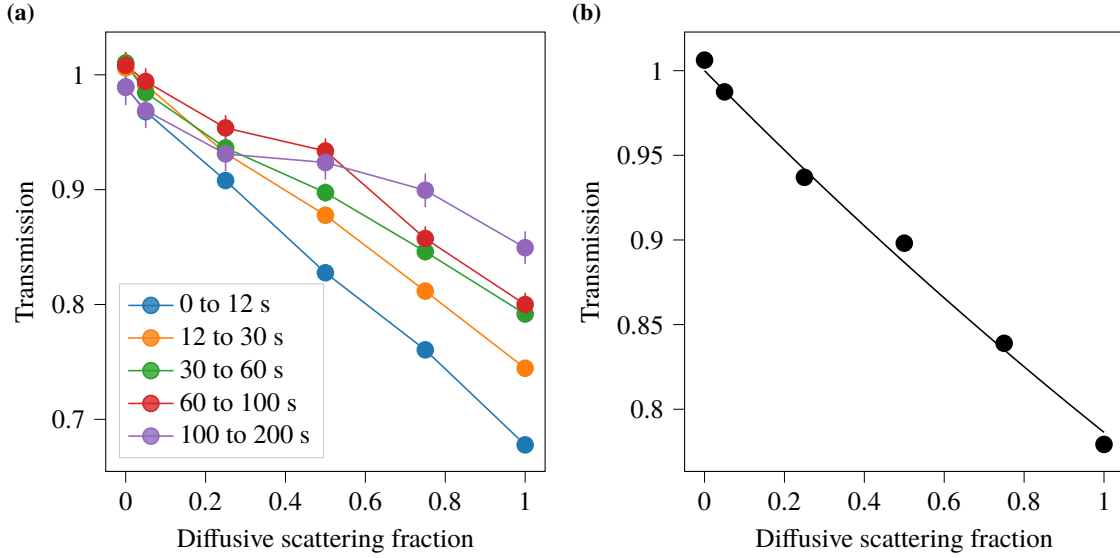 (a)
Transmission
1
0.9
0.8
0.7
0 to 12 s
12 to 30 s
30 to 60 s
60 to 100 s
100 to 200 s
0 0.2 0.4 0.6 0.8 1
Diffusive scattering fraction
(b)
Transmission
1
0.95
0.9
0.85
0.8
0 0.2 0.4 0.6 0.8 1
Diffusive scattering fraction